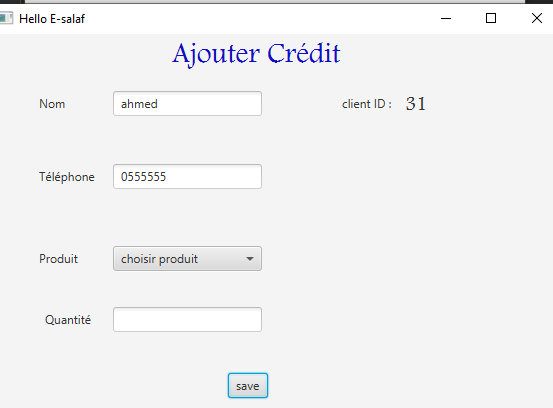 Hello E-salaf
Ajouter Crédit
Nom ahmed client ID : 31
Téléphone 0555555
Produit choisir produit
Quantité
save